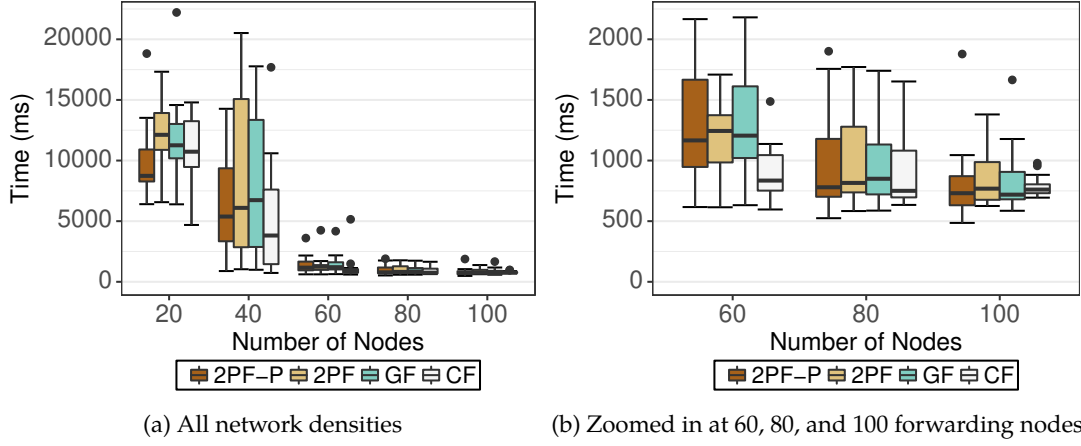 20000
15000
10000
5000
0
Time (ms)
20 40 60 80 100
Number of Nodes
2PF−P 2PF GF CF
(a) All network densities
2000
1500
1000
500
0
Time (ms)
60 80 100
Number of Nodes
2PF−P 2PF GF CF
(b) Zoomed in at 60, 80, and 100 forwarding nodes